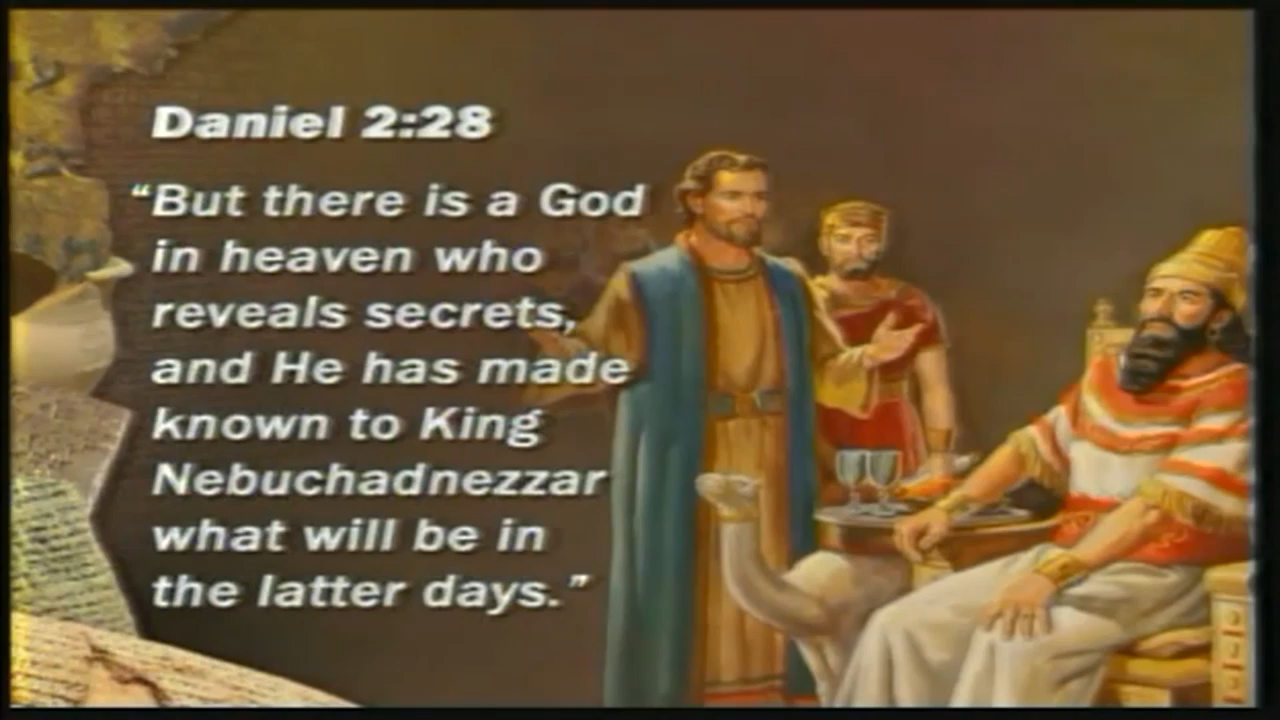 Daniel 2:28
“But there is a God
in heaven who
reveals secrets,
and He has made
known to King
Nebuchadnezzar
what will be in
the latter days.”